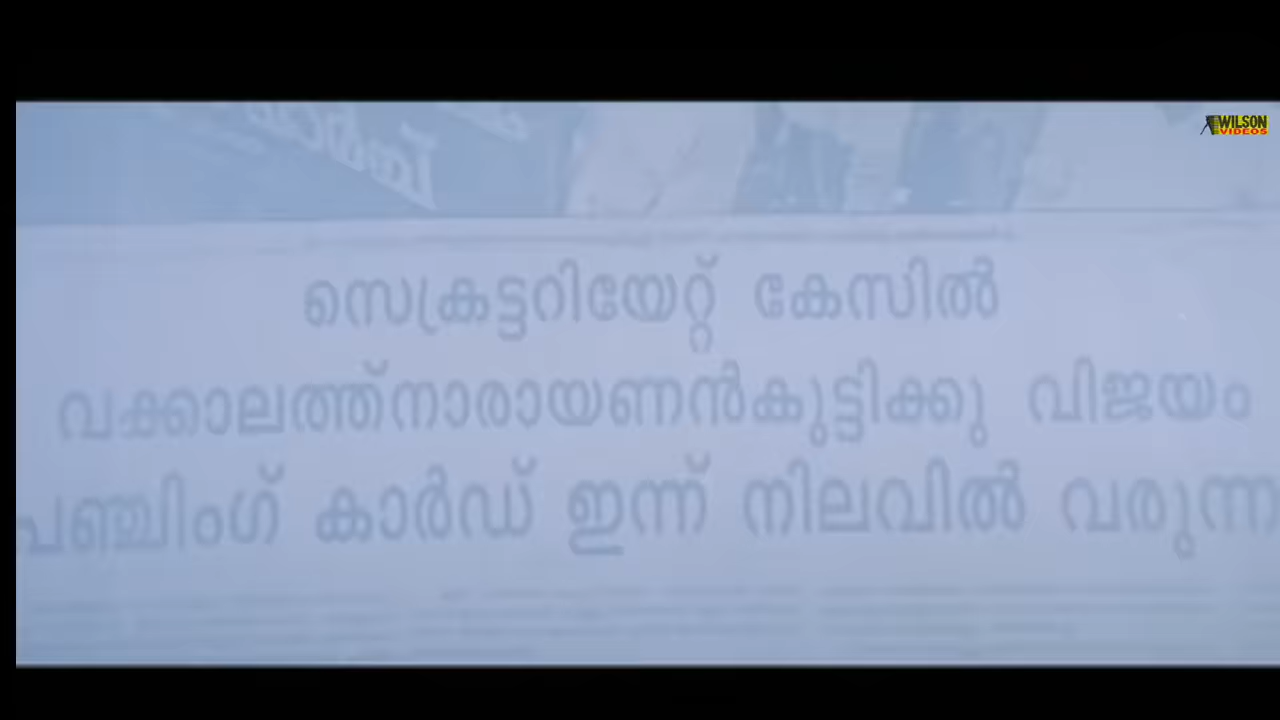 WILSON
VIDEOS
സെക്രട്ടറിയേറ്റ് കേസിൽ
വക്കാലത്ത്നാരായണൻകുട്ടിക്കു വിജയം
പഞ്ചിംഗ് കാർഡ് ഇന്ന് നിലവിൽ വരുന്ന